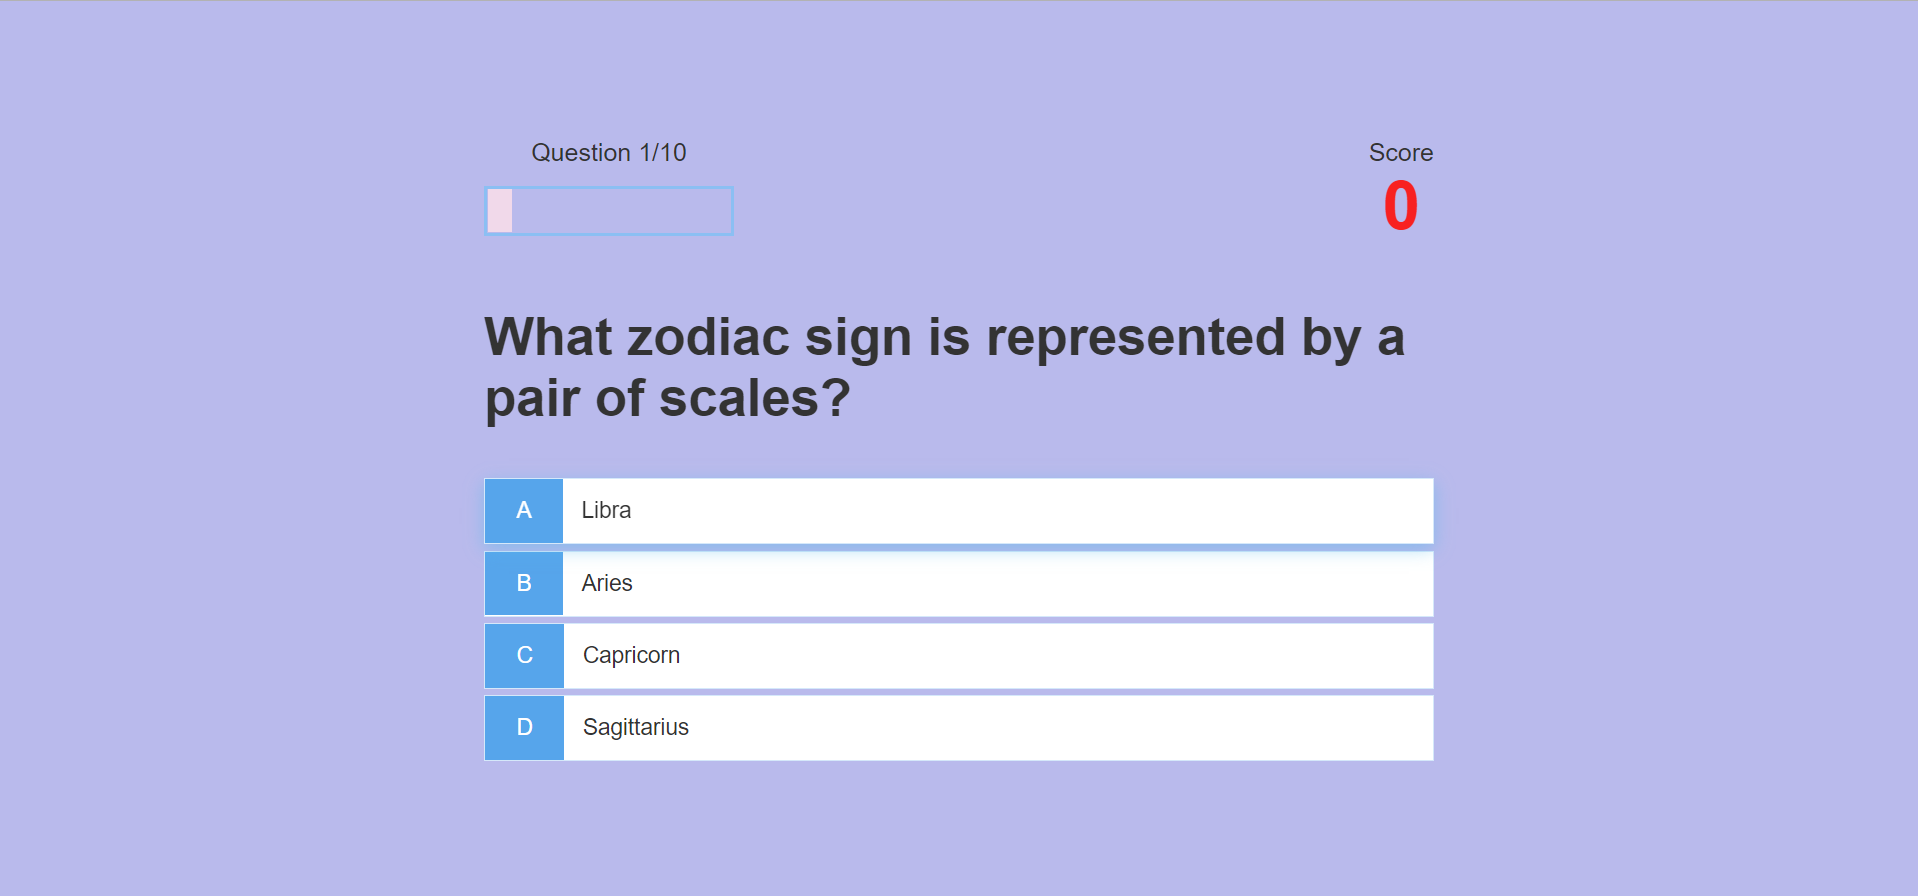 Question 1/10
Score
0
What zodiac sign is represented by a
pair of scales?
A Libra
B Aries
C Capricorn
D Sagittarius